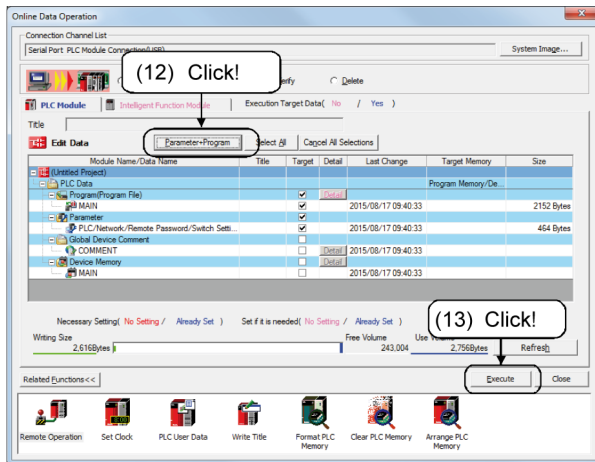 Online Data Operation
Connection Channel List
Serial Port PLC Module Connection(USB)
System Image...
(12) Click!
Delete
PLC Module
Intelligent Function Module
Execution Target Data( No / Yes )
Title
Edit Data
Parameter+Program
Select All
Cancel All Selections
Module Name/Data Name Title Target Detail Last Change Target Memory Size
(Untitled Project)
PLC Data Program Memory/De...
Program(Program File) Detail
MAIN 2015/08/17 09:40:33 2152 Bytes
Parameter
PLC/Network/Remote Password/Switch Setti... 2015/08/17 09:40:33 464 Bytes
Global Device Comment
COMMENT Detail 2015/08/17 09:40:33
Device Memory Detail
MAIN 2015/08/17 09:40:33
Necessary Setting( No Setting / Already Set ) Set if it is needed( No Setting / Already Set )
(13) Click!
Writing Size Free Volume
2,616Bytes 243,004 2,756Bytes Refresh
Related Functions<<
Execute
Close
Remote Operation
Set Clock
PLC User Data
Write Title
Format PLC Memory
Clear PLC Memory
Arrange PLC Memory